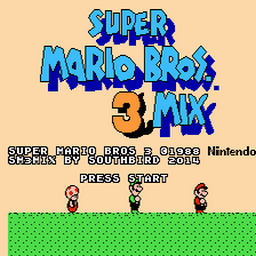 SUPER
MARIO BROS.
3 MIX
SUPER MARIO BROS 3 ©1988 Nintendo
SM3MIX BY SOUTHBIRD 2014
PRESS START